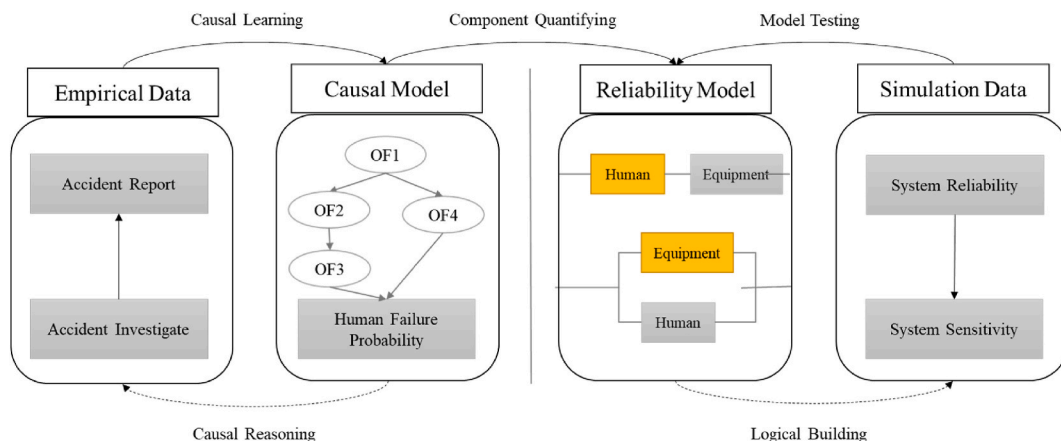 Causal Learning
Component Quantifying
Model Testing
Empirical Data
Causal Model
Reliability Model
Simulation Data
Accident Report
Accident Investigate
OF1
OF2
OF4
OF3
Human Failure
Probability
Human
Equipment
Equipment
Human
System Reliability
System Sensitivity
Causal Reasoning
Logical Building